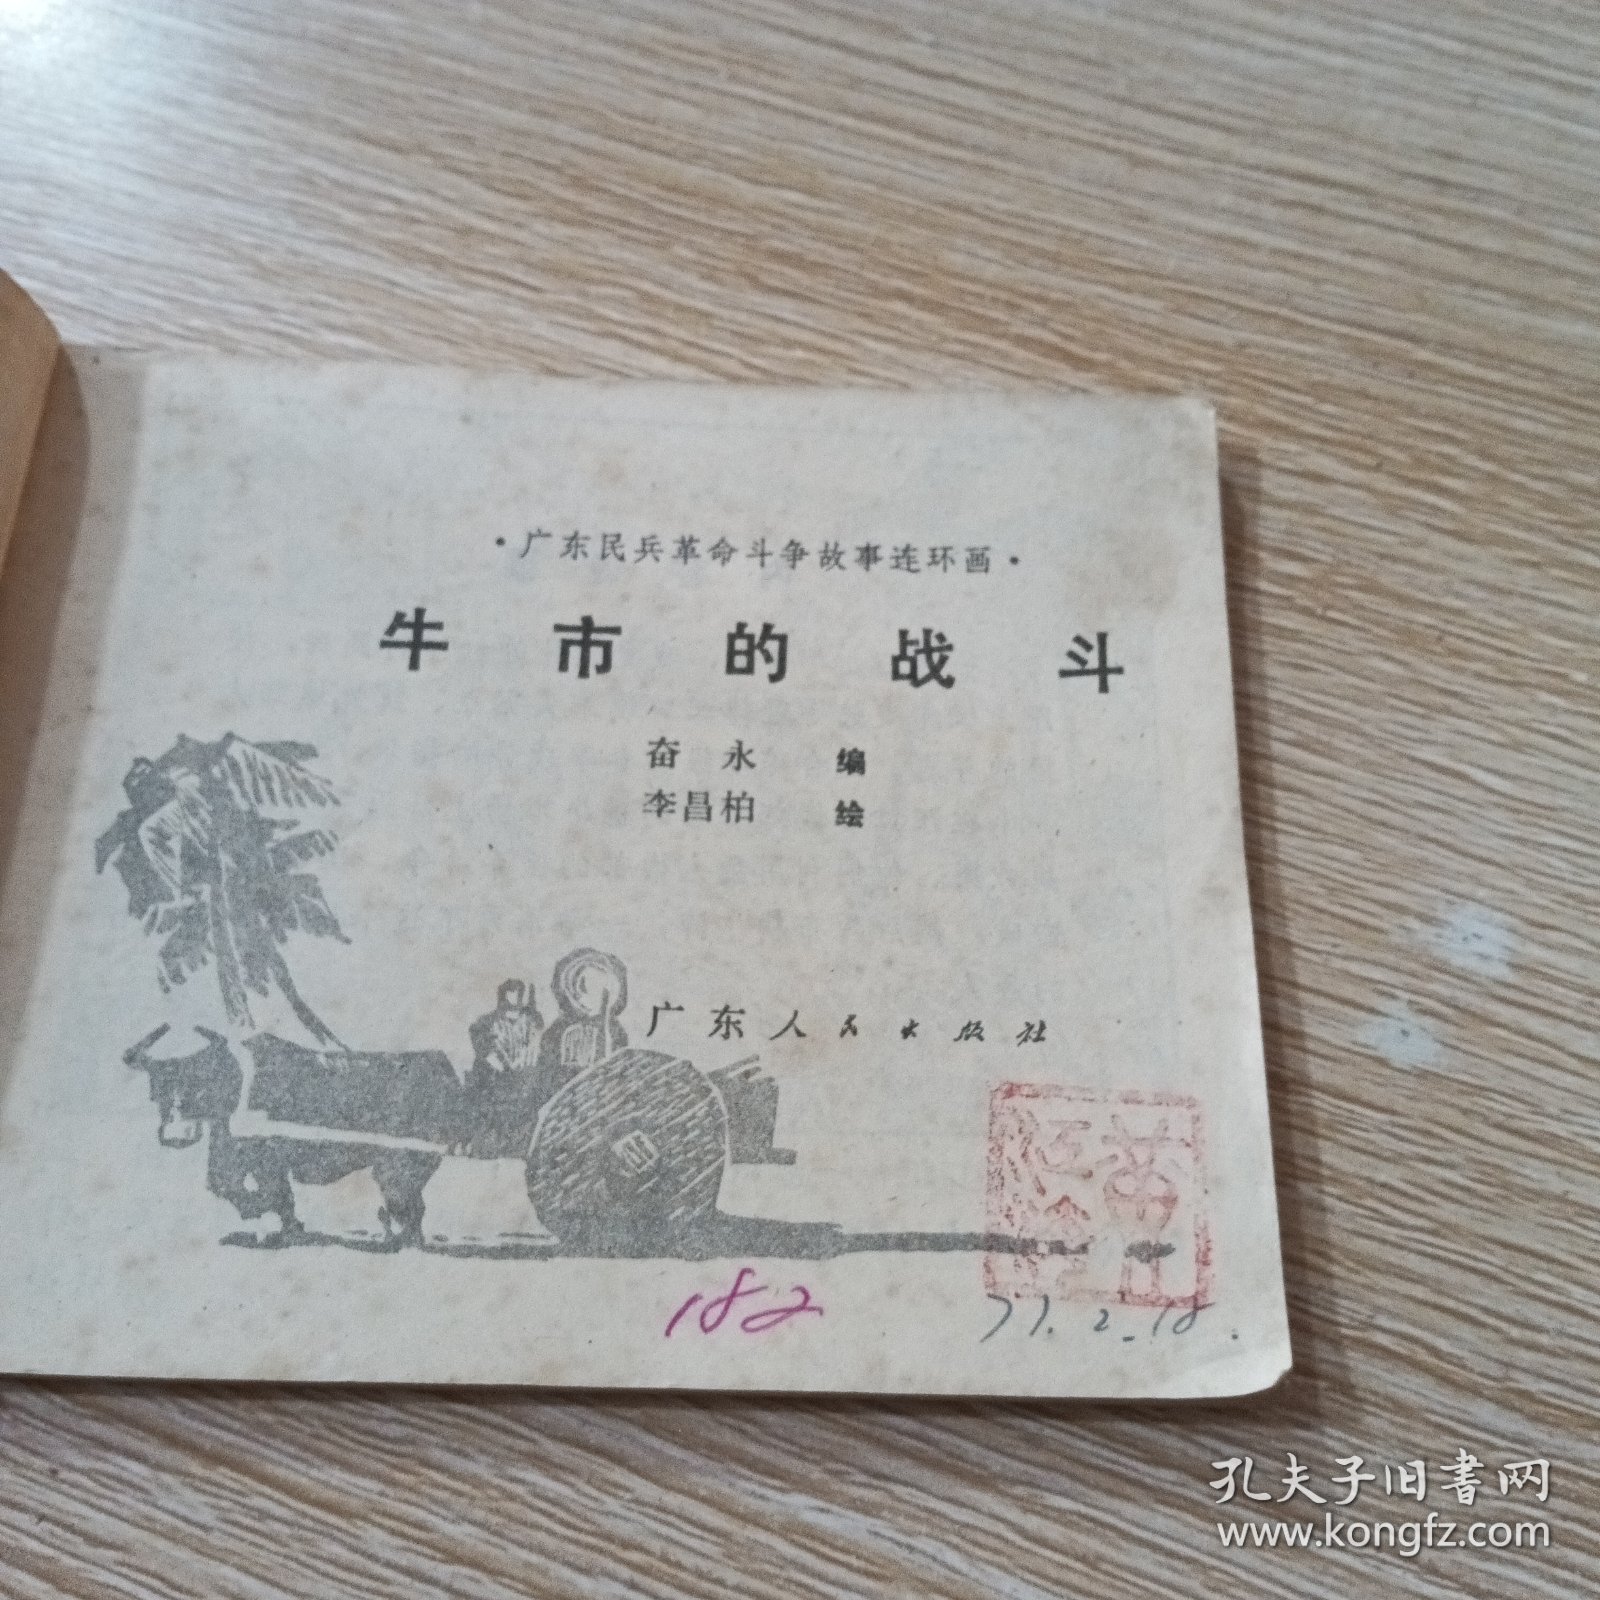 ·广东民兵革命斗争故事连环画·
牛市的战斗
奋永 编
李昌柏 绘
广东人民出版社
182
77.2.18.
孔夫子旧书网
www.kongfz.com